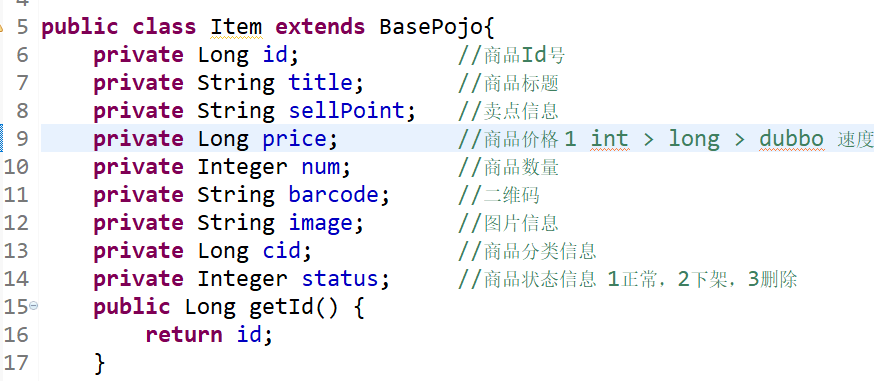 5 public class Item extends BasePojo{
6 private Long id; //商品Id号
7 private String title; //商品标题
8 private String sellPoint; //卖点信息
9 private Long price; //商品价格 1 int > long > dubbo 速度
10 private Integer num; //商品数量
11 private String barcode; //二维码
12 private String image; //图片信息
13 private Long cid; //商品分类信息
14 private Integer status; //商品状态信息 1正常，2下架，3删除
15 public Long getId() {
16 return id;
17 }